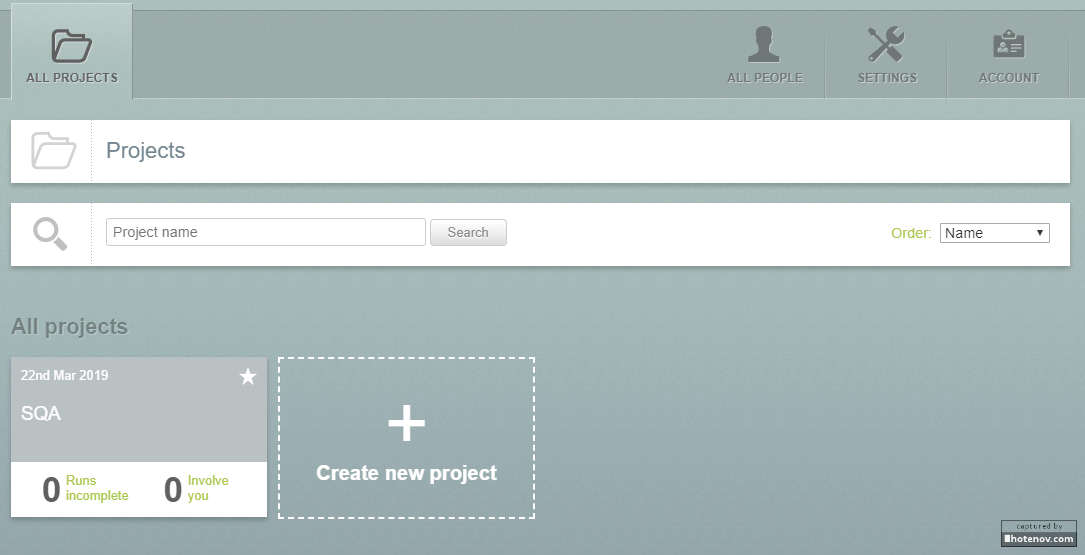 ALL PROJECTS
ALL PEOPLE
SETTINGS
ACCOUNT
Projects
Project name
Search
Order:
Name
All projects
22nd Mar 2019
SQA
0 Runs
incomplete
0 Involve
you
Create new project
captured by
hotenov.com